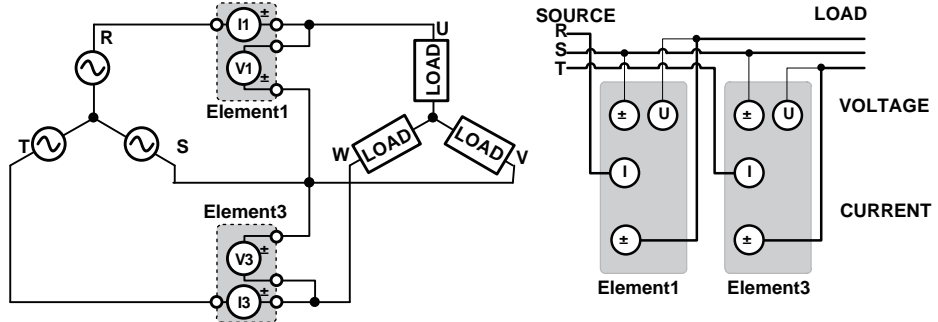 R
I1
±
V1
±
Element1
U
LOAD
T
S
W
LOAD
LOAD
V
Element3
V3
±
I3
±
SOURCE
LOAD
R
S
T
± U
± U
VOLTAGE
I
I
CURRENT
±
±
Element1
Element3